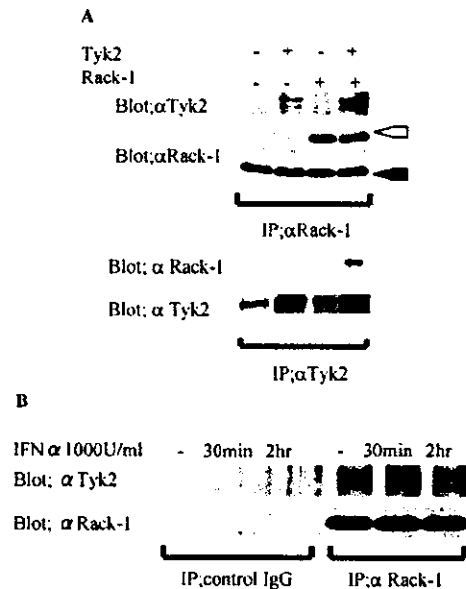 A
Tyk2 - + - +
Rack-1 - - + +
Blot;αTyk2
Blot;αRack-1
IP;αRack-1
Blot; α Rack-1
Blot; α Tyk2
IP;αTyk2
B
IFN α 1000U/ml - 30min 2hr - 30min 2hr
Blot; α Tyk2
Blot; α Rack-1
IP;control IgG IP;α Rack-1